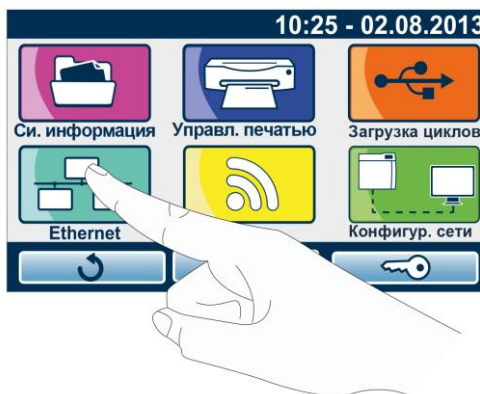 10:25 - 02.08.2013
Си. информация
Управл. печатью
Загрузка циклов
Ethernet
Конфигур. сети